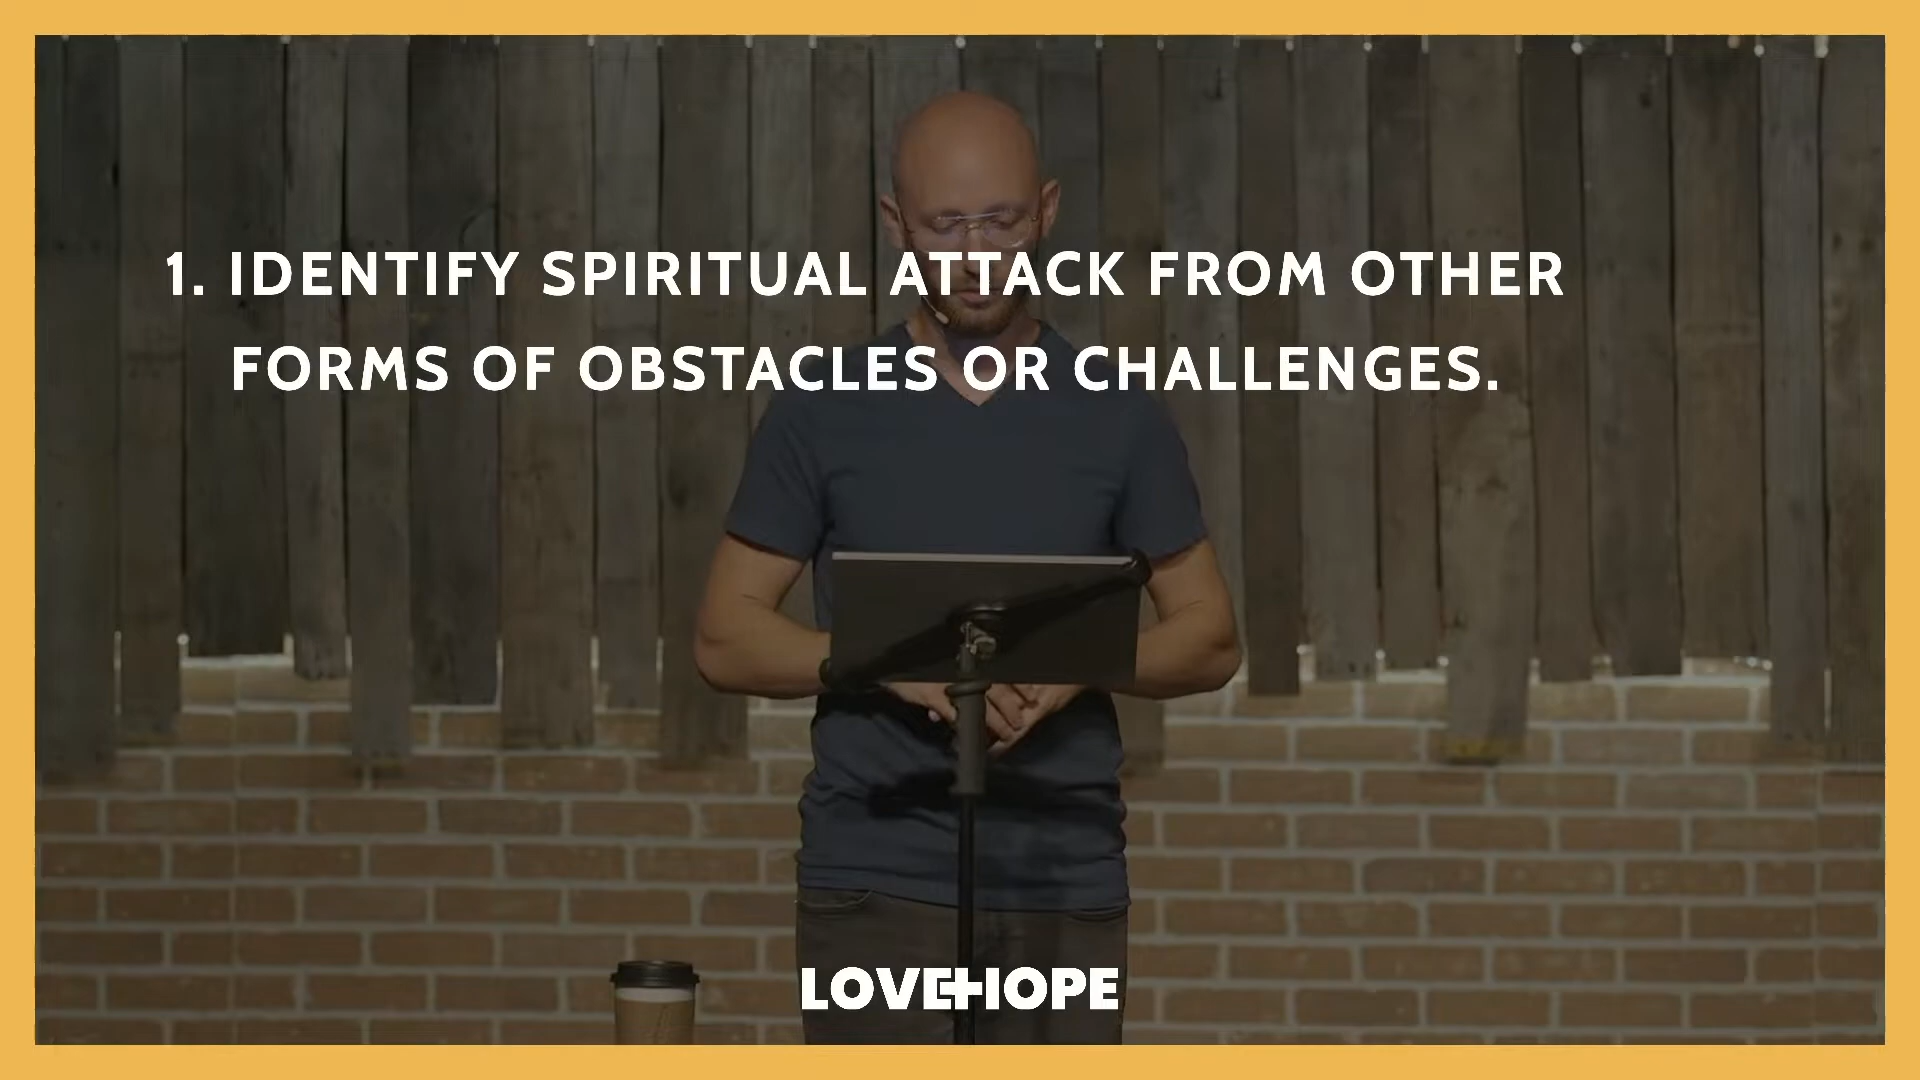 1. IDENTIFY SPIRITUAL ATTACK FROM OTHER
FORMS OF OBSTACLES OR CHALLENGES.
LOVE+HOPE